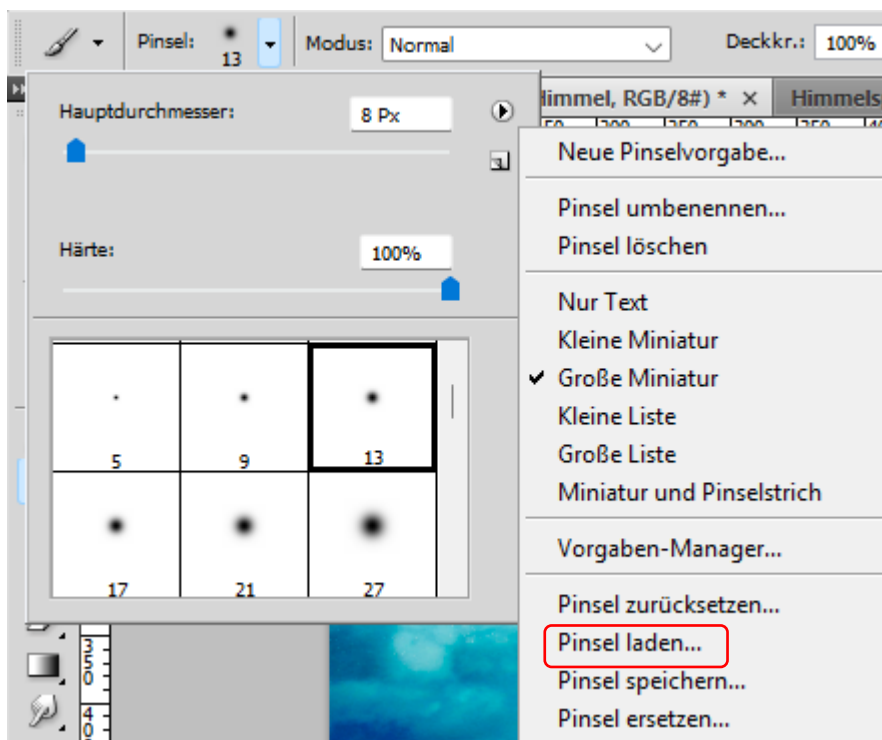 Pinsel: 13 Modus: Normal Deckkr.: 100%
Himmel, RGB/8#) * × Himmels
Hauptdurchmesser: 8 Px
Härte: 100%
5 9 13
17 21 27
Neue Pinselvorgabe...
Pinsel umbenennen...
Pinsel löschen
Nur Text
Kleine Miniatur
Große Miniatur
Kleine Liste
Große Liste
Miniatur und Pinselstrich
Vorgaben-Manager...
Pinsel zurücksetzen...
Pinsel laden...
Pinsel speichern...
Pinsel ersetzen...
350